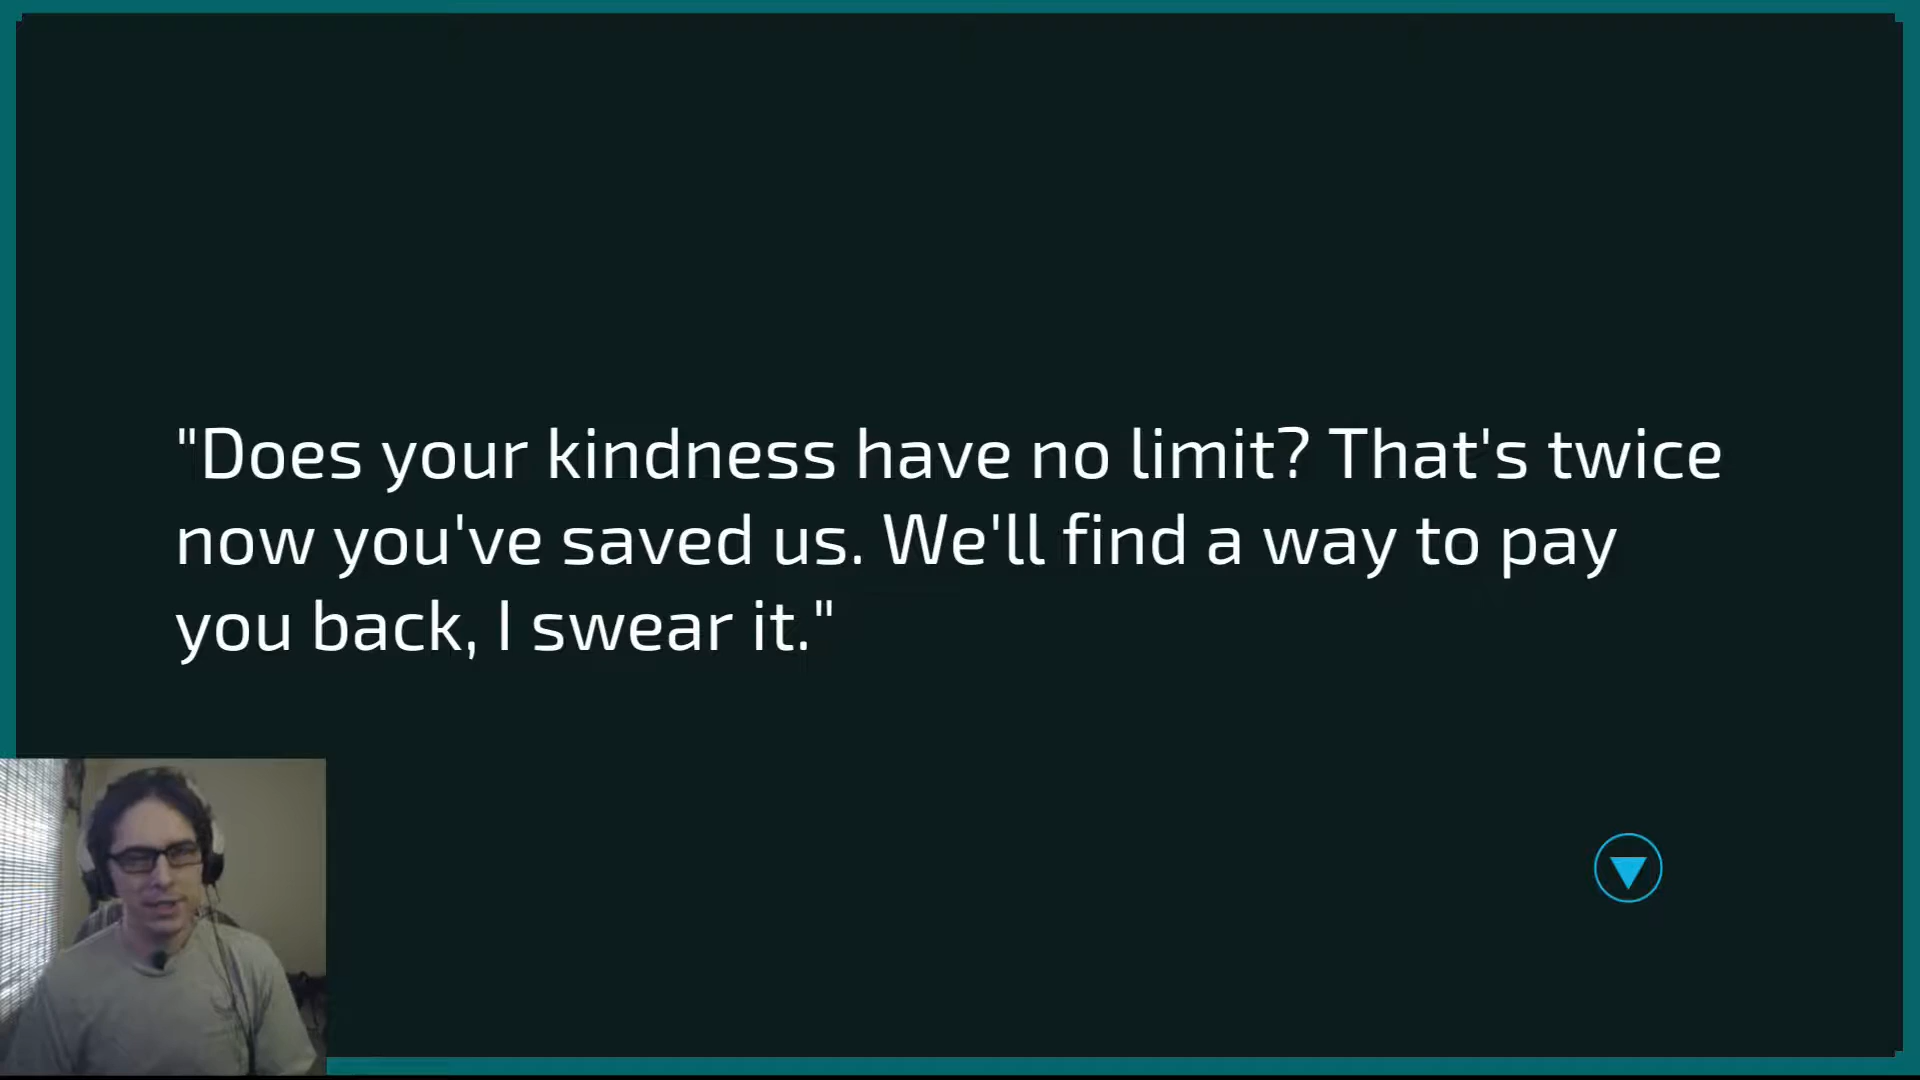 "Does your kindness have no limit? That's twice
now you've saved us. We'll find a way to pay
you back, I swear it."